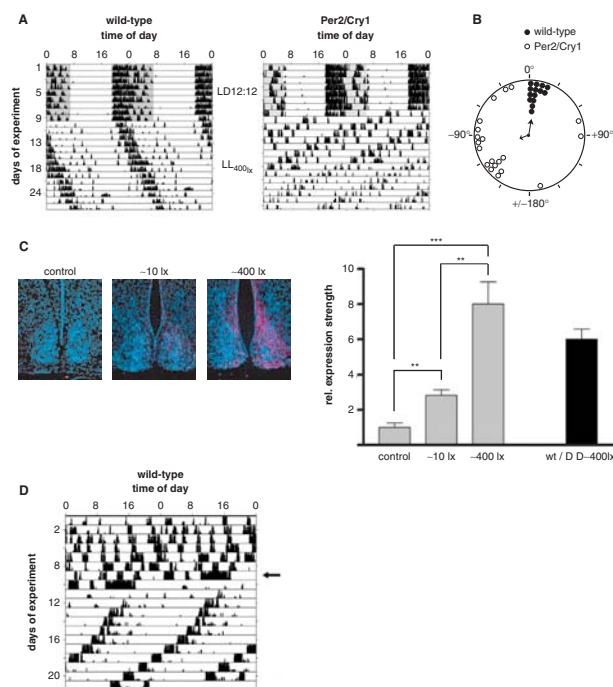 A
wild-type
time of day
0 8 16 0 8 16 0
1
5
9
13
18
24
days of experiment
LD12:12
LL400lx
Per2/Cry1
time of day
0 8 16 0 8 16 0
B
wild-type
Per2/Cry1
0°
−90°
+90°
+/−180°
C
control
~10 lx
~400 lx
rel. expression strength
10
8
6
4
2
***
**
**
control
~10 lx
~400 lx
wt / D D~400lx
D
wild-type
time of day
0 8 16 0 8 16 0
2
8
12
16
20
days of experiment